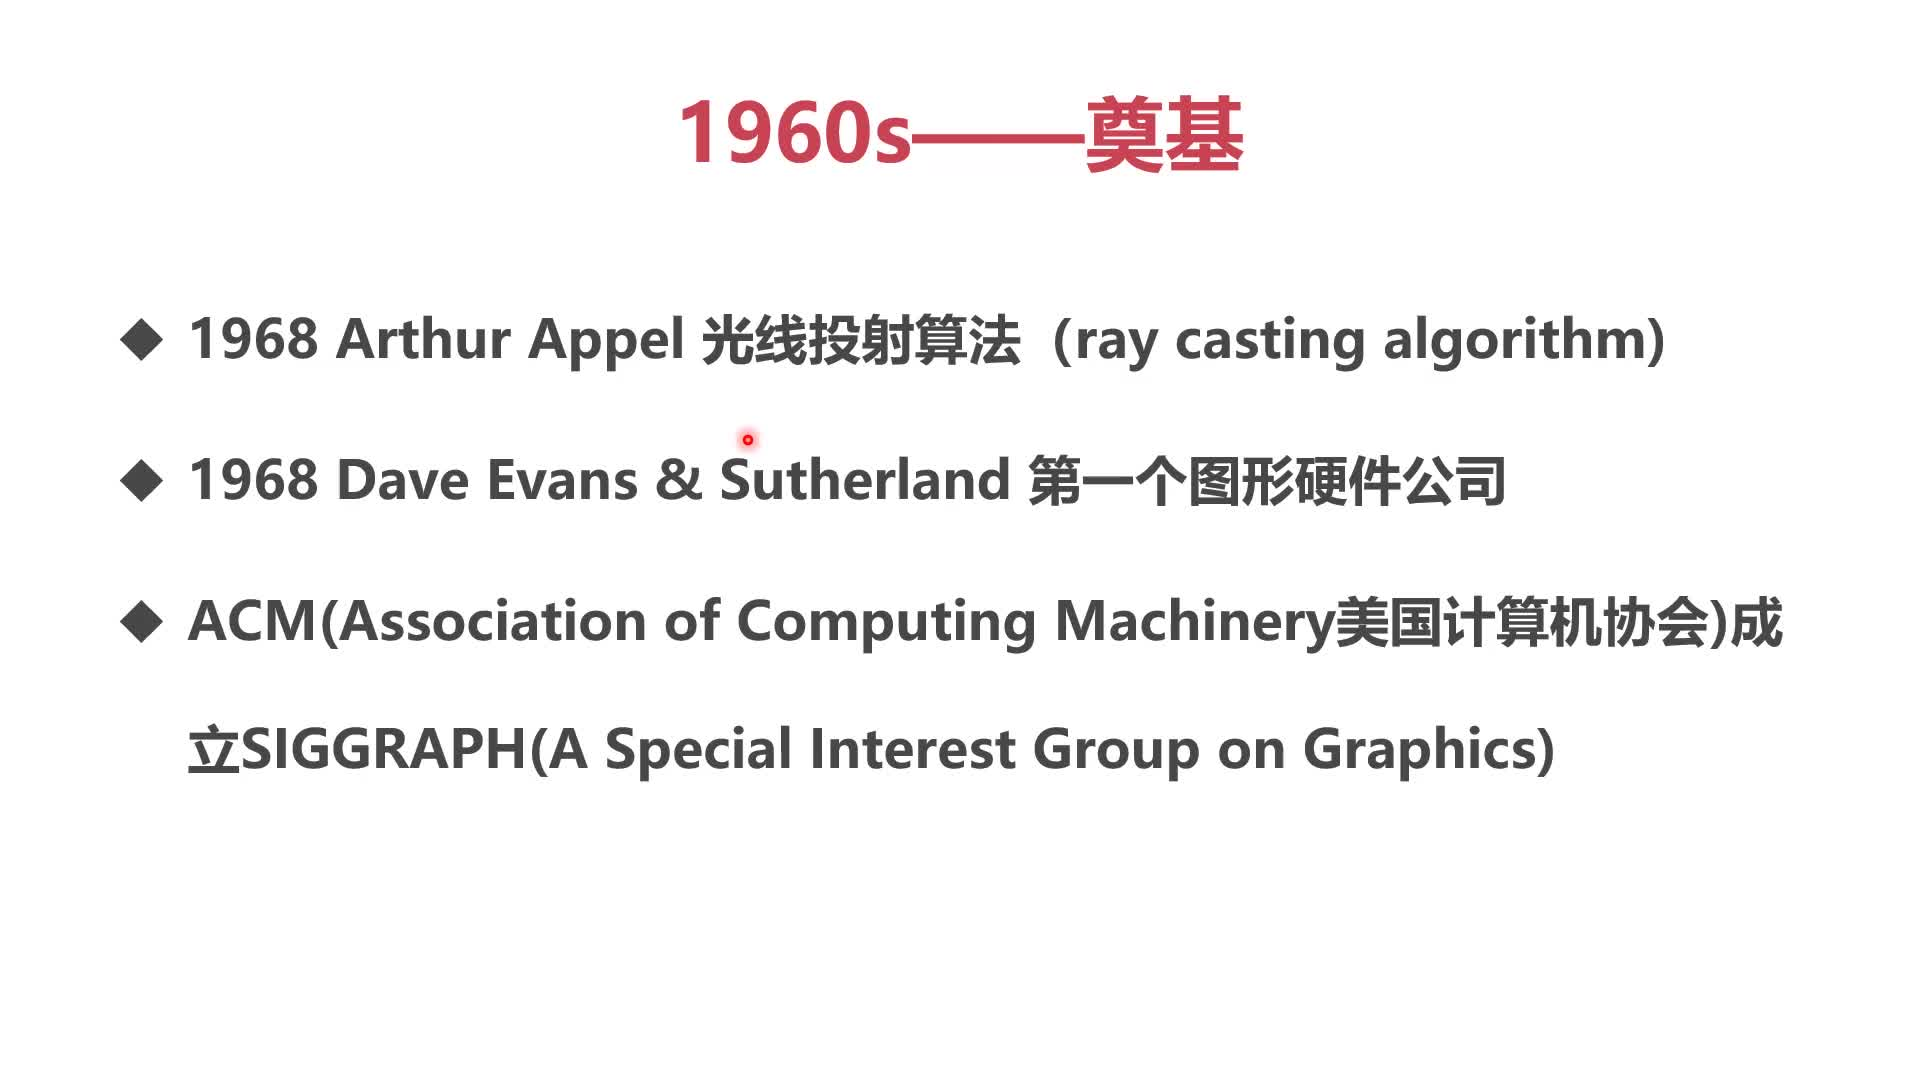 1960s——奠基
◆ 1968 Arthur Appel 光线投射算法（ray casting algorithm)
◆ 1968 Dave Evans & Sutherland 第一个图形硬件公司
◆ ACM(Association of Computing Machinery美国计算机协会)成
立SIGGRAPH(A Special Interest Group on Graphics)